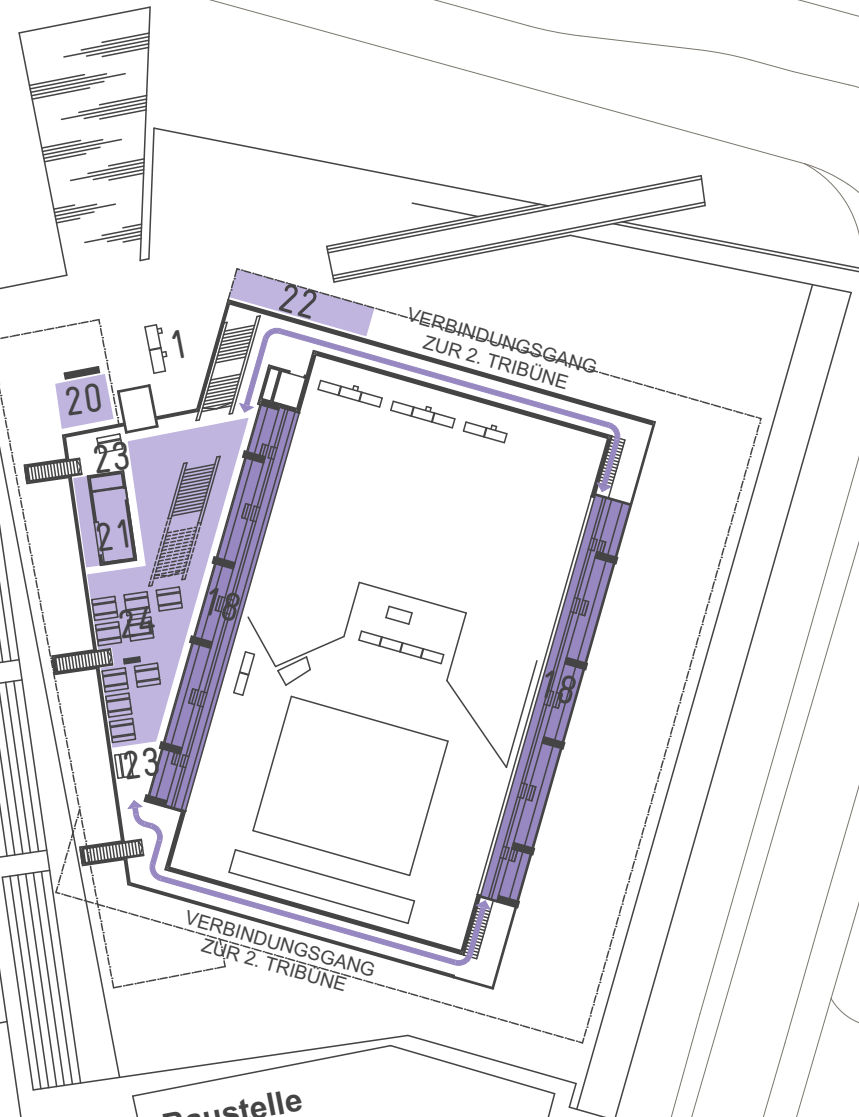 22
VERBINDUNGSGANG
ZUR 2. TRIBÜNE
1
20
23
21
18
24
18
23
VERBINDUNGSGANG
ZUR 2. TRIBÜNE
Baustelle